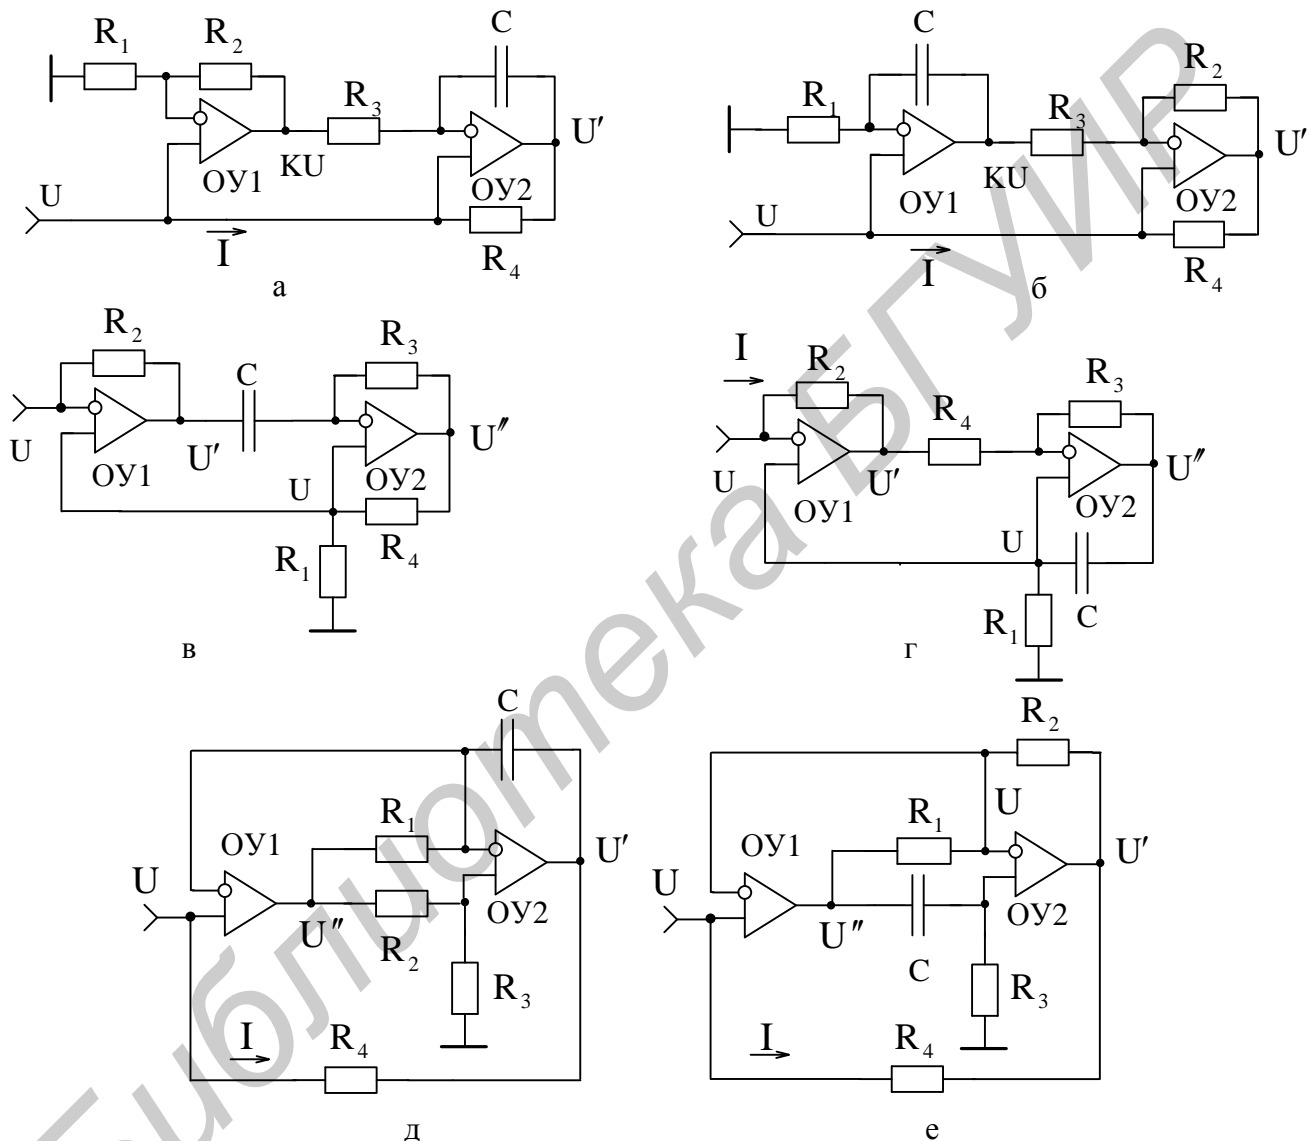 R₁ R₂ R₃ C
ОУ1 KU ОУ2 U′
U
I R₄
а
C R₂
R₁ R₃
ОУ1 KU ОУ2 U′
U
I R₄
б
R₂ C R₃
U ОУ1 U′ ОУ2 U″
U
R₁ R₄
в
I R₂ R₄ R₃
U ОУ1 U′ ОУ2 U″
U
R₁ C
г
C
ОУ1 R₁
U U″ R₂ ОУ2 U′
R₃
I R₄
д
R₂
U
ОУ1 R₁
U U″ C ОУ2 U′
R₃
I R₄
е
Библиотека БГУИР